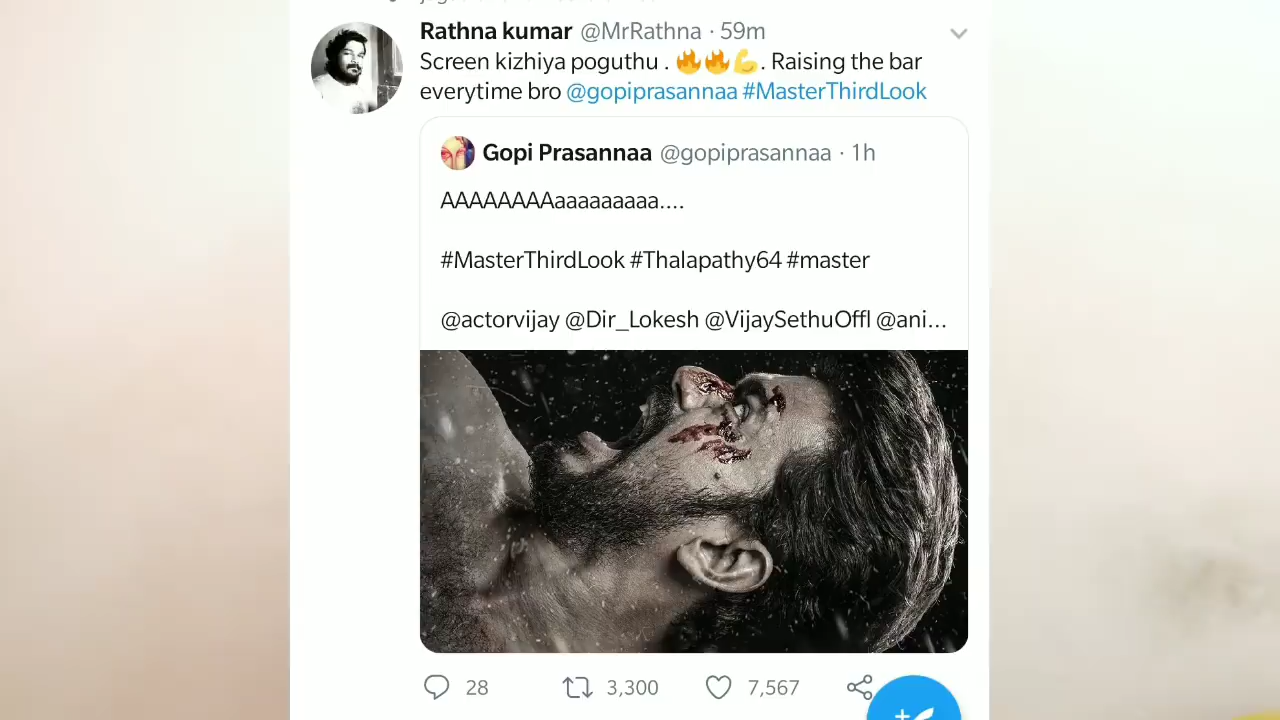 Rathna kumar @MrRathna · 59m
Screen kizhiya poguthu . 🔥🔥💪. Raising the bar
everytime bro @gopiprasannaa #MasterThirdLook
Gopi Prasannaa @gopiprasannaa · 1h
AAAAAAAAaaaaaaaaa....
#MasterThirdLook #Thalapathy64 #master
@actorvijay @Dir_Lokesh @VijaySethuOffl @ani...
28 3,300 7,567